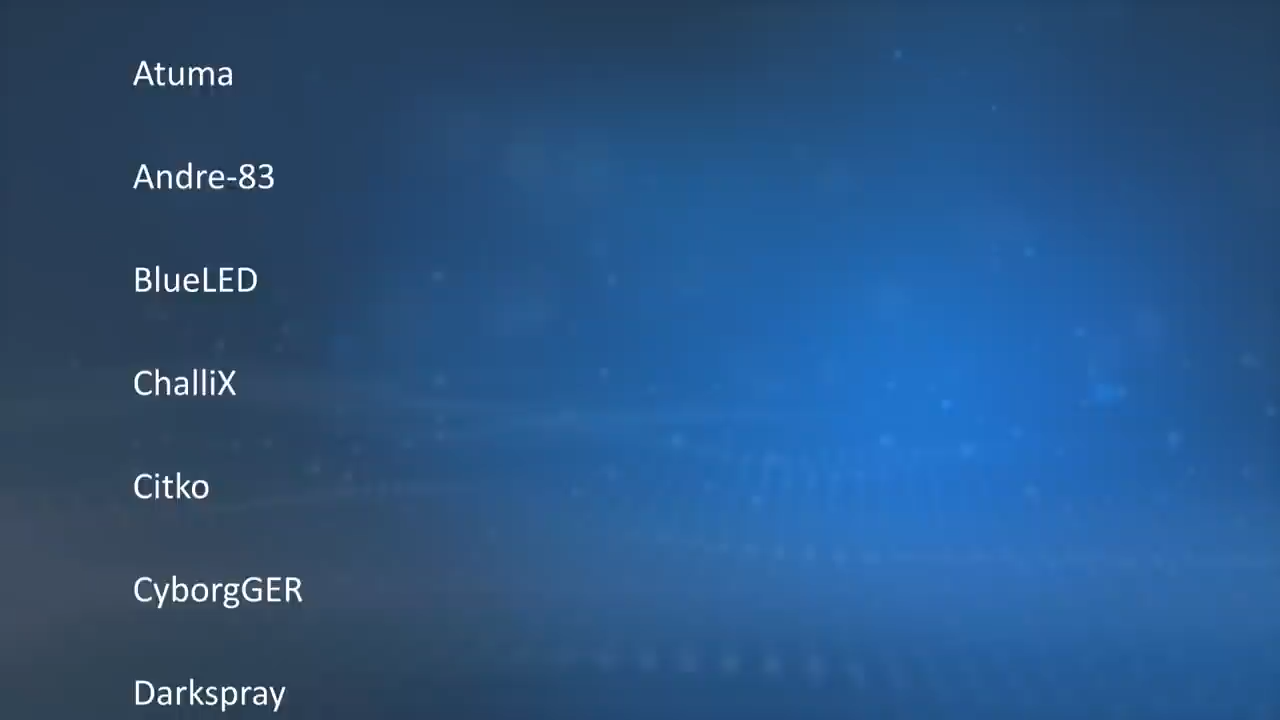 Atuma
Andre-83
BlueLED
ChalliX
Citko
CyborgGER
Darkspray